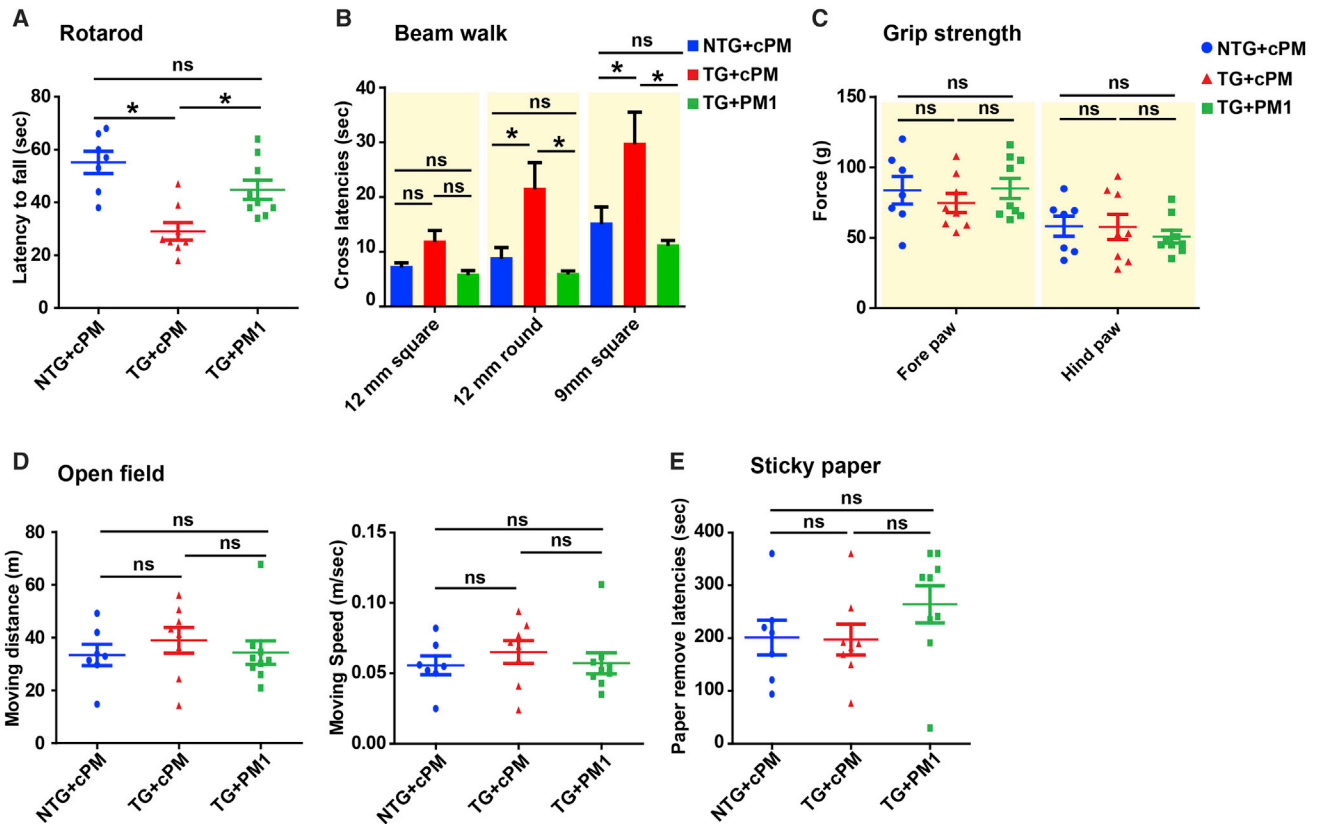 A
Rotarod
ns
*
*
Latency to fall (sec)
80
60
40
20
0
NTG+cPM
TG+cPM
TG+PM1
B
Beam walk
NTG+cPM
TG+cPM
TG+PM1
Cross latencies (sec)
40
30
20
10
0
ns
ns
ns
ns
*
*
ns
*
*
12 mm square
12 mm round
9mm square
C
Grip strength
NTG+cPM
TG+cPM
TG+PM1
Force (g)
150
100
50
0
ns
ns
ns
ns
ns
ns
Fore paw
Hind paw
D
Open field
Moving distance (m)
80
60
40
20
0
ns
ns
ns
NTG+cPM
TG+cPM
TG+PM1
Moving Speed (m/sec)
0.15
0.10
0.05
0.00
ns
ns
ns
NTG+cPM
TG+cPM
TG+PM1
E
Sticky paper
Paper remove latencies (sec)
400
300
200
100
0
ns
ns
ns
NTG+cPM
TG+cPM
TG+PM1